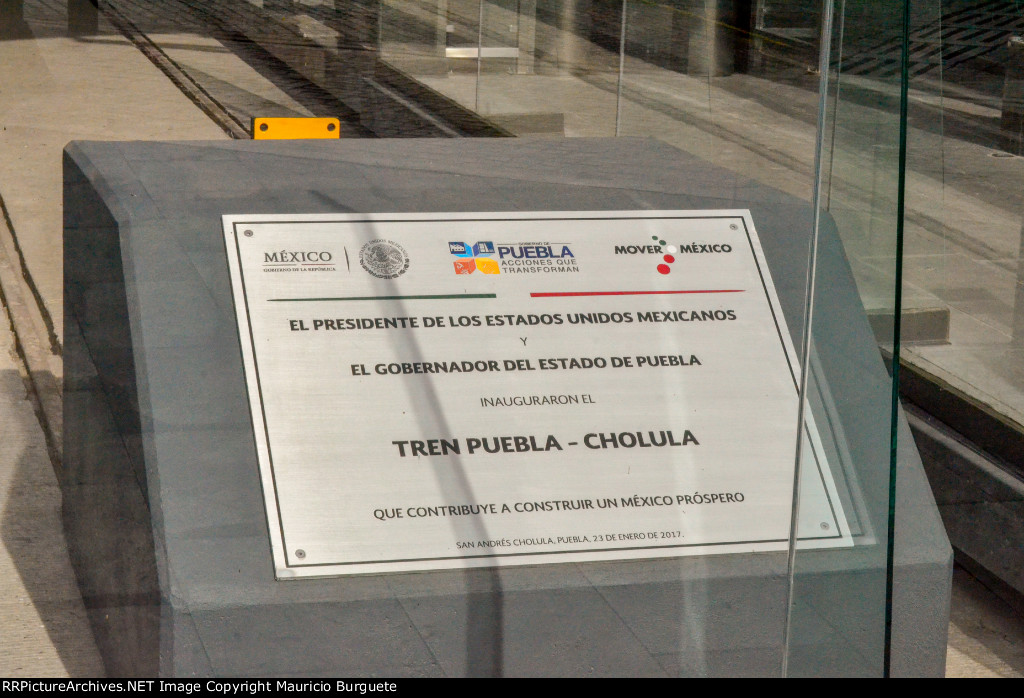 MÉXICO
GOBIERNO DE LA REPÚBLICA
GOBIERNO DE
PUEBLA
ACCIONES QUE
TRANSFORMAN
MOVER A MÉXICO
EL PRESIDENTE DE LOS ESTADOS UNIDOS MEXICANOS
Y
EL GOBERNADOR DEL ESTADO DE PUEBLA
INAUGURARON EL
TREN PUEBLA – CHOLULA
QUE CONTRIBUYE A CONSTRUIR UN MÉXICO PRÓSPERO
SAN ANDRÉS CHOLULA, PUEBLA, 23 DE ENERO DE 2017.
RRPictureArchives.NET Image Copyright Mauricio Burguete